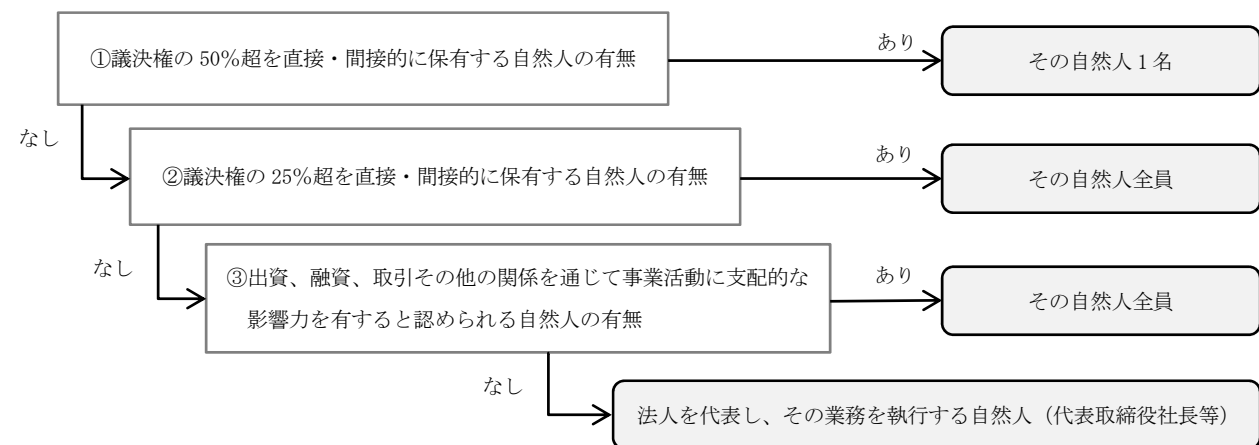 ①議決権の 50％超を直接・間接的に保有する自然人の有無
あり
その自然人 1 名
なし
②議決権の 25％超を直接・間接的に保有する自然人の有無
あり
その自然人全員
なし
③出資、融資、取引その他の関係を通じて事業活動に支配的な
影響力を有すると認められる自然人の有無
あり
その自然人全員
なし
法人を代表し、その業務を執行する自然人（代表取締役社長等）